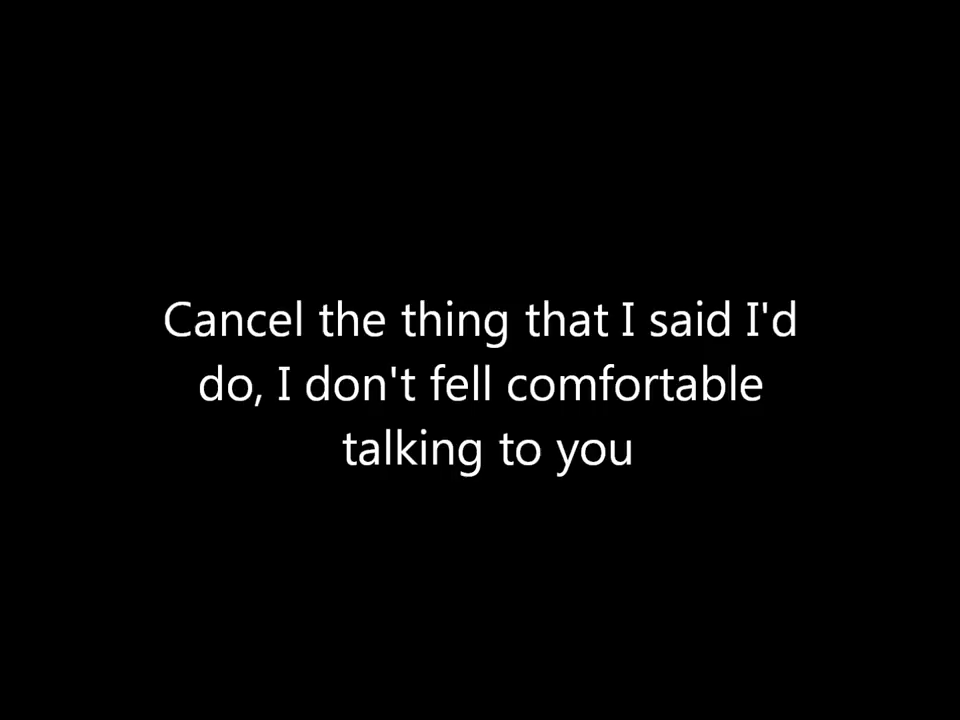 Cancel the thing that I said I'd
do, I don't fell comfortable
talking to you